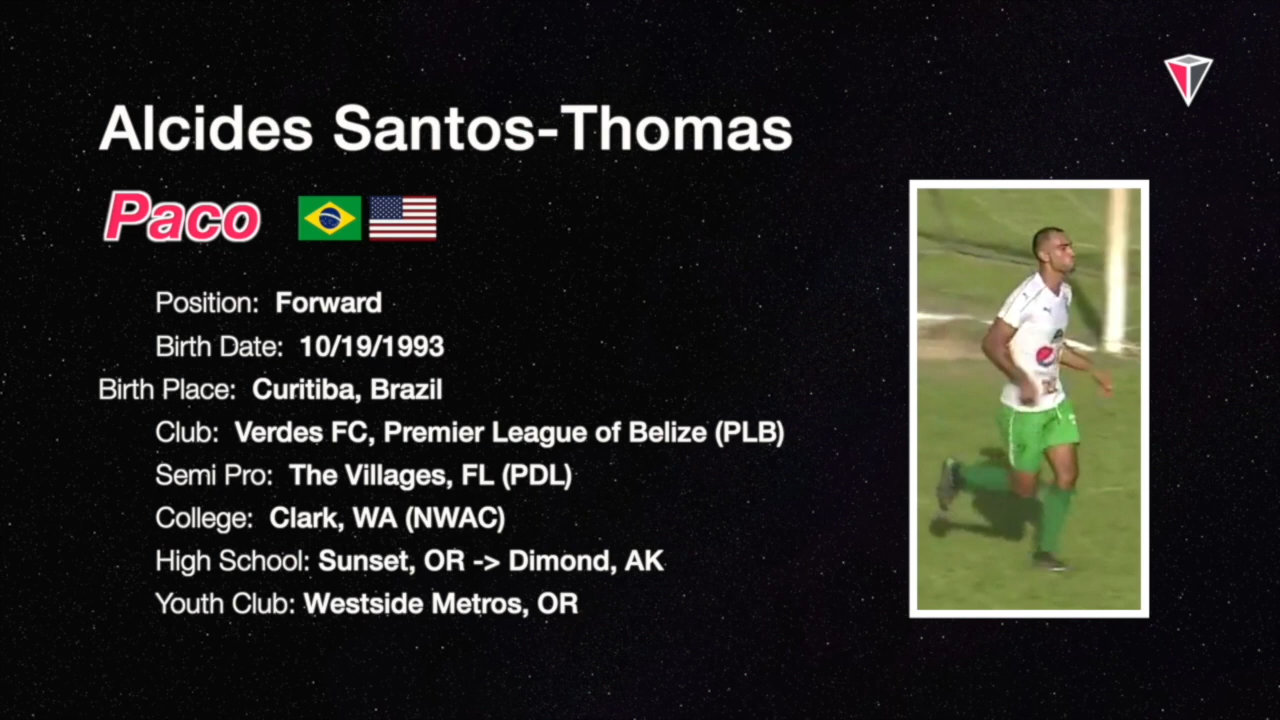 Alcides Santos-Thomas
Paco
Position: Forward
Birth Date: 10/19/1993
Birth Place: Curitiba, Brazil
Club: Verdes FC, Premier League of Belize (PLB)
Semi Pro: The Villages, FL (PDL)
College: Clark, WA (NWAC)
High School: Sunset, OR -> Dimond, AK
Youth Club: Westside Metros, OR